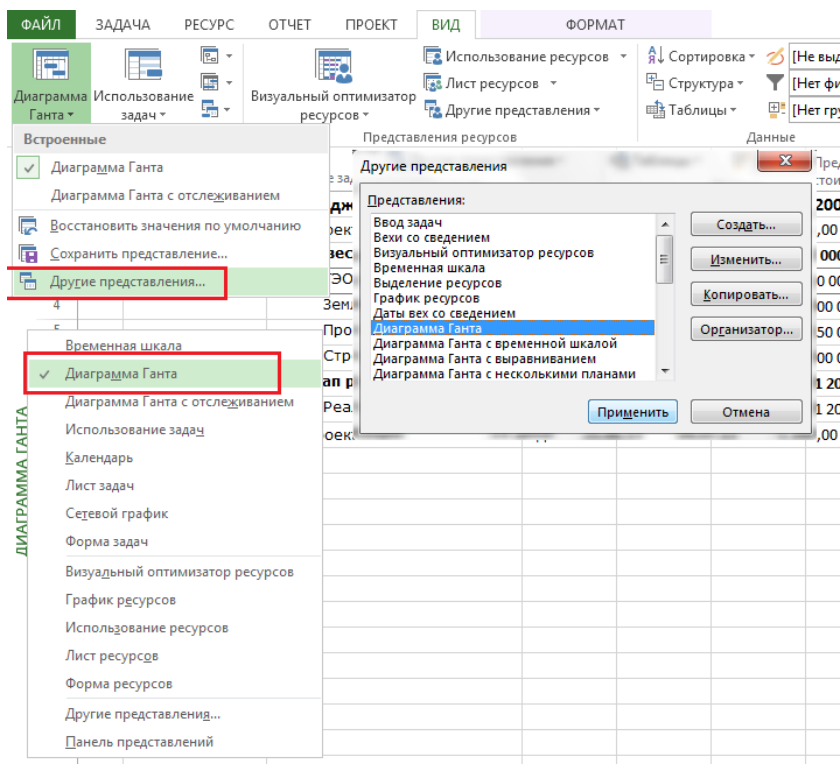 ФАЙЛ ЗАДАЧА РЕСУРС ОТЧЕТ ПРОЕКТ ВИД ФОРМАТ
Диаграмма Ганта
Использование задач
Визуальный оптимизатор ресурсов
Использование ресурсов
Лист ресурсов
Другие представления
Представления ресурсов
Сортировка
Структура
Таблицы
[Не выд
[Нет фи
[Нет гру
Данные
Встроенные
Диаграмма Ганта
Диаграмма Ганта с отслеживанием
Восстановить значения по умолчанию
Сохранить представление...
Другие представления...
4
Зем
Про
Стр
Реа
Временная шкала
Диаграмма Ганта
Диаграмма Ганта с отслеживанием
Использование задач
Календарь
Лист задач
Сетевой график
Форма задач
Визуальный оптимизатор ресурсов
График ресурсов
Использование ресурсов
Лист ресурсов
Форма ресурсов
Другие представления...
Панель представлений
ДИАГРАММА ГАНТА
Другие представления
Представления:
Ввод задач
Вехи со сведением
Визуальный оптимизатор ресурсов
Временная шкала
Выделение ресурсов
График ресурсов
Даты вех со сведением
Диаграмма Ганта
Диаграмма Ганта с временной шкалой
Диаграмма Ганта с выравниванием
Диаграмма Ганта с несколькими планами
Создать...
Изменить...
Копировать...
Организатор...
Применить
Отмена